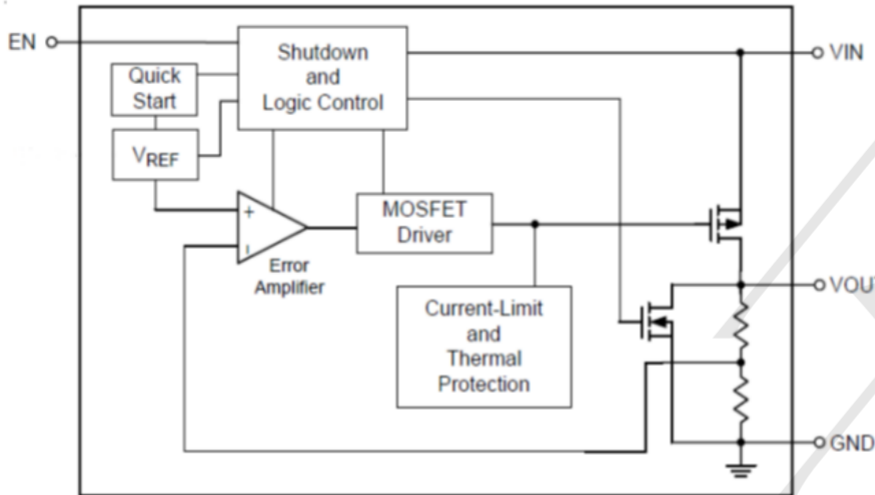 EN
Shutdown
and
Logic Control
VIN
Quick
Start
VREF
+
-
MOSFET
Driver
Error
Amplifier
VOUT
Current-Limit
and
Thermal
Protection
GND